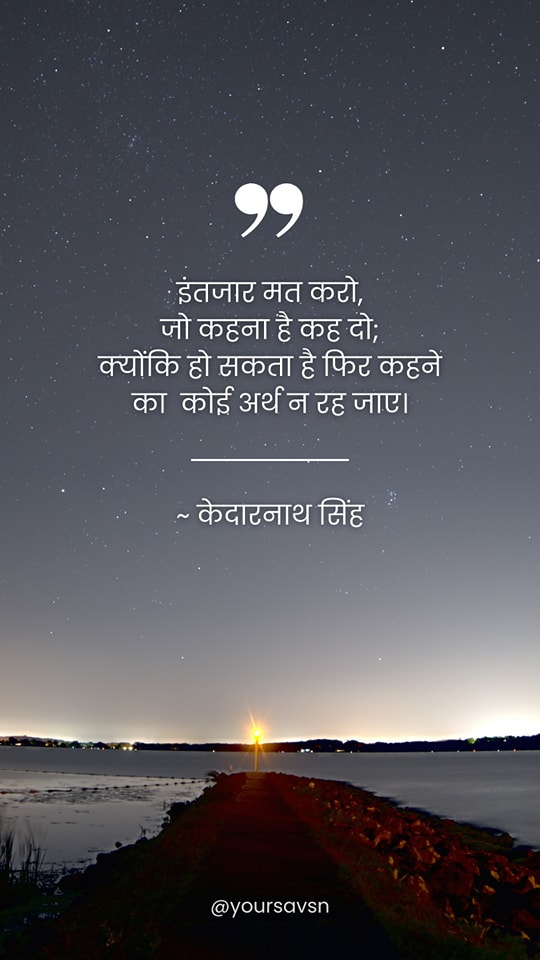 ❞
इंतजार मत करो,
जो कहना है कह दो;
क्योंकि हो सकता है फिर कहने
का  कोई अर्थ न रह जाए।
~ केदारनाथ सिंह
@yoursavsn